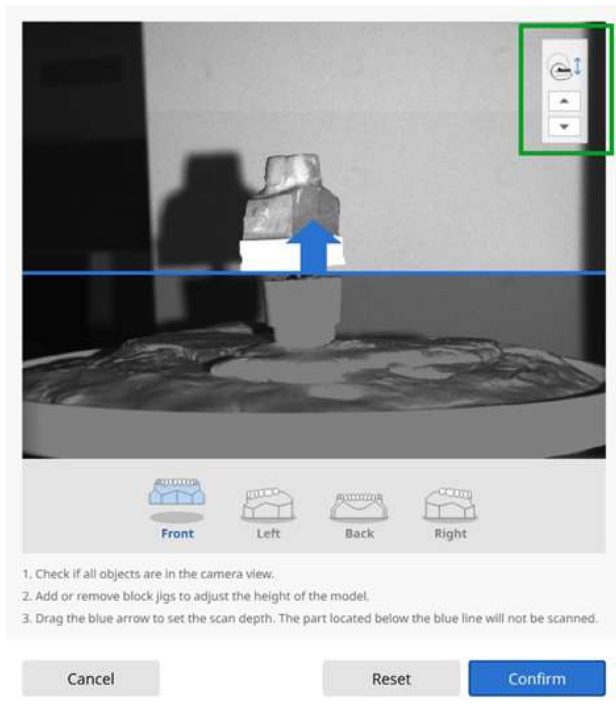 Front
Left
Back
Right
1. Check if all objects are in the camera view.
2. Add or remove block jigs to adjust the height of the model.
3. Drag the blue arrow to set the scan depth. The part located below the blue line will not be scanned.
Cancel
Reset
Confirm